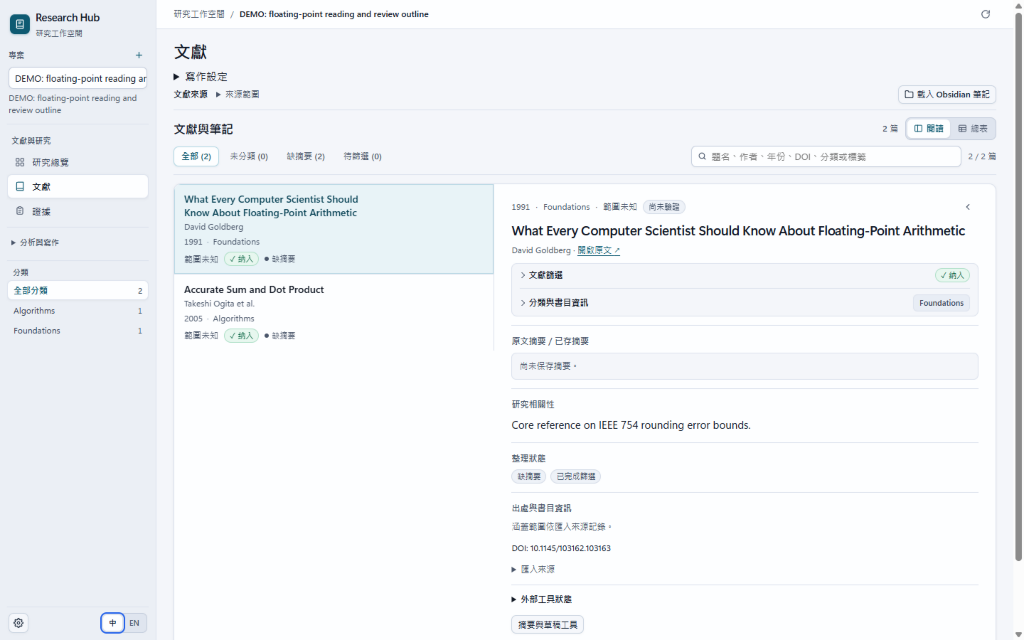 Research Hub
研究工作空間
專案
+
DEMO: floating-point reading ar
DEMO: floating-point reading and
review outline
文獻與研究
研究總覽
文獻
證據
分析與寫作
分類
全部分類 2
Algorithms 1
Foundations 1
中 EN
研究工作空間 / DEMO: floating-point reading and review outline
文獻
寫作設定
文獻來源 來源範圍
載入 Obsidian 筆記
文獻與筆記
2 篇 閱讀 總表
全部 (2) 未分類 (0) 缺摘要 (2) 待篩選 (0)
題名、作者、年份、DOI、分類或標籤 2 / 2 篇
What Every Computer Scientist Should
Know About Floating-Point Arithmetic
David Goldberg
1991 · Foundations
範圍未知 ✓ 納入 ● 缺摘要
Accurate Sum and Dot Product
Takeshi Ogita et al.
2005 · Algorithms
範圍未知 ✓ 納入 ● 缺摘要
1991 · Foundations · 範圍未知 尚未驗證
What Every Computer Scientist Should Know About Floating-Point Arithmetic
David Goldberg · 開啟原文 ↗
文獻篩選 ✓ 納入
分類與書目資訊 Foundations
原文摘要 / 已存摘要
尚未保存摘要。
研究相關性
Core reference on IEEE 754 rounding error bounds.
整理狀態
缺摘要 已完成篩選
出處與書目資訊
涵蓋範圍依匯入來源記錄。
DOI: 10.1145/103162.103163
匯入來源
外部工具狀態
摘要與草稿工具